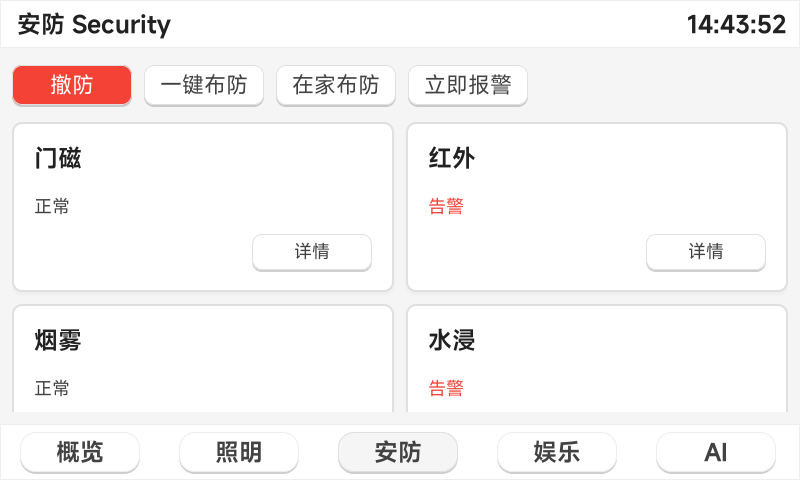 安防 Security 14:43:52
撤防 一键布防 在家布防 立即报警
门磁 红外
正常 告警
详情 详情
烟雾 水浸
正常 告警
概览 照明 安防 娱乐 AI